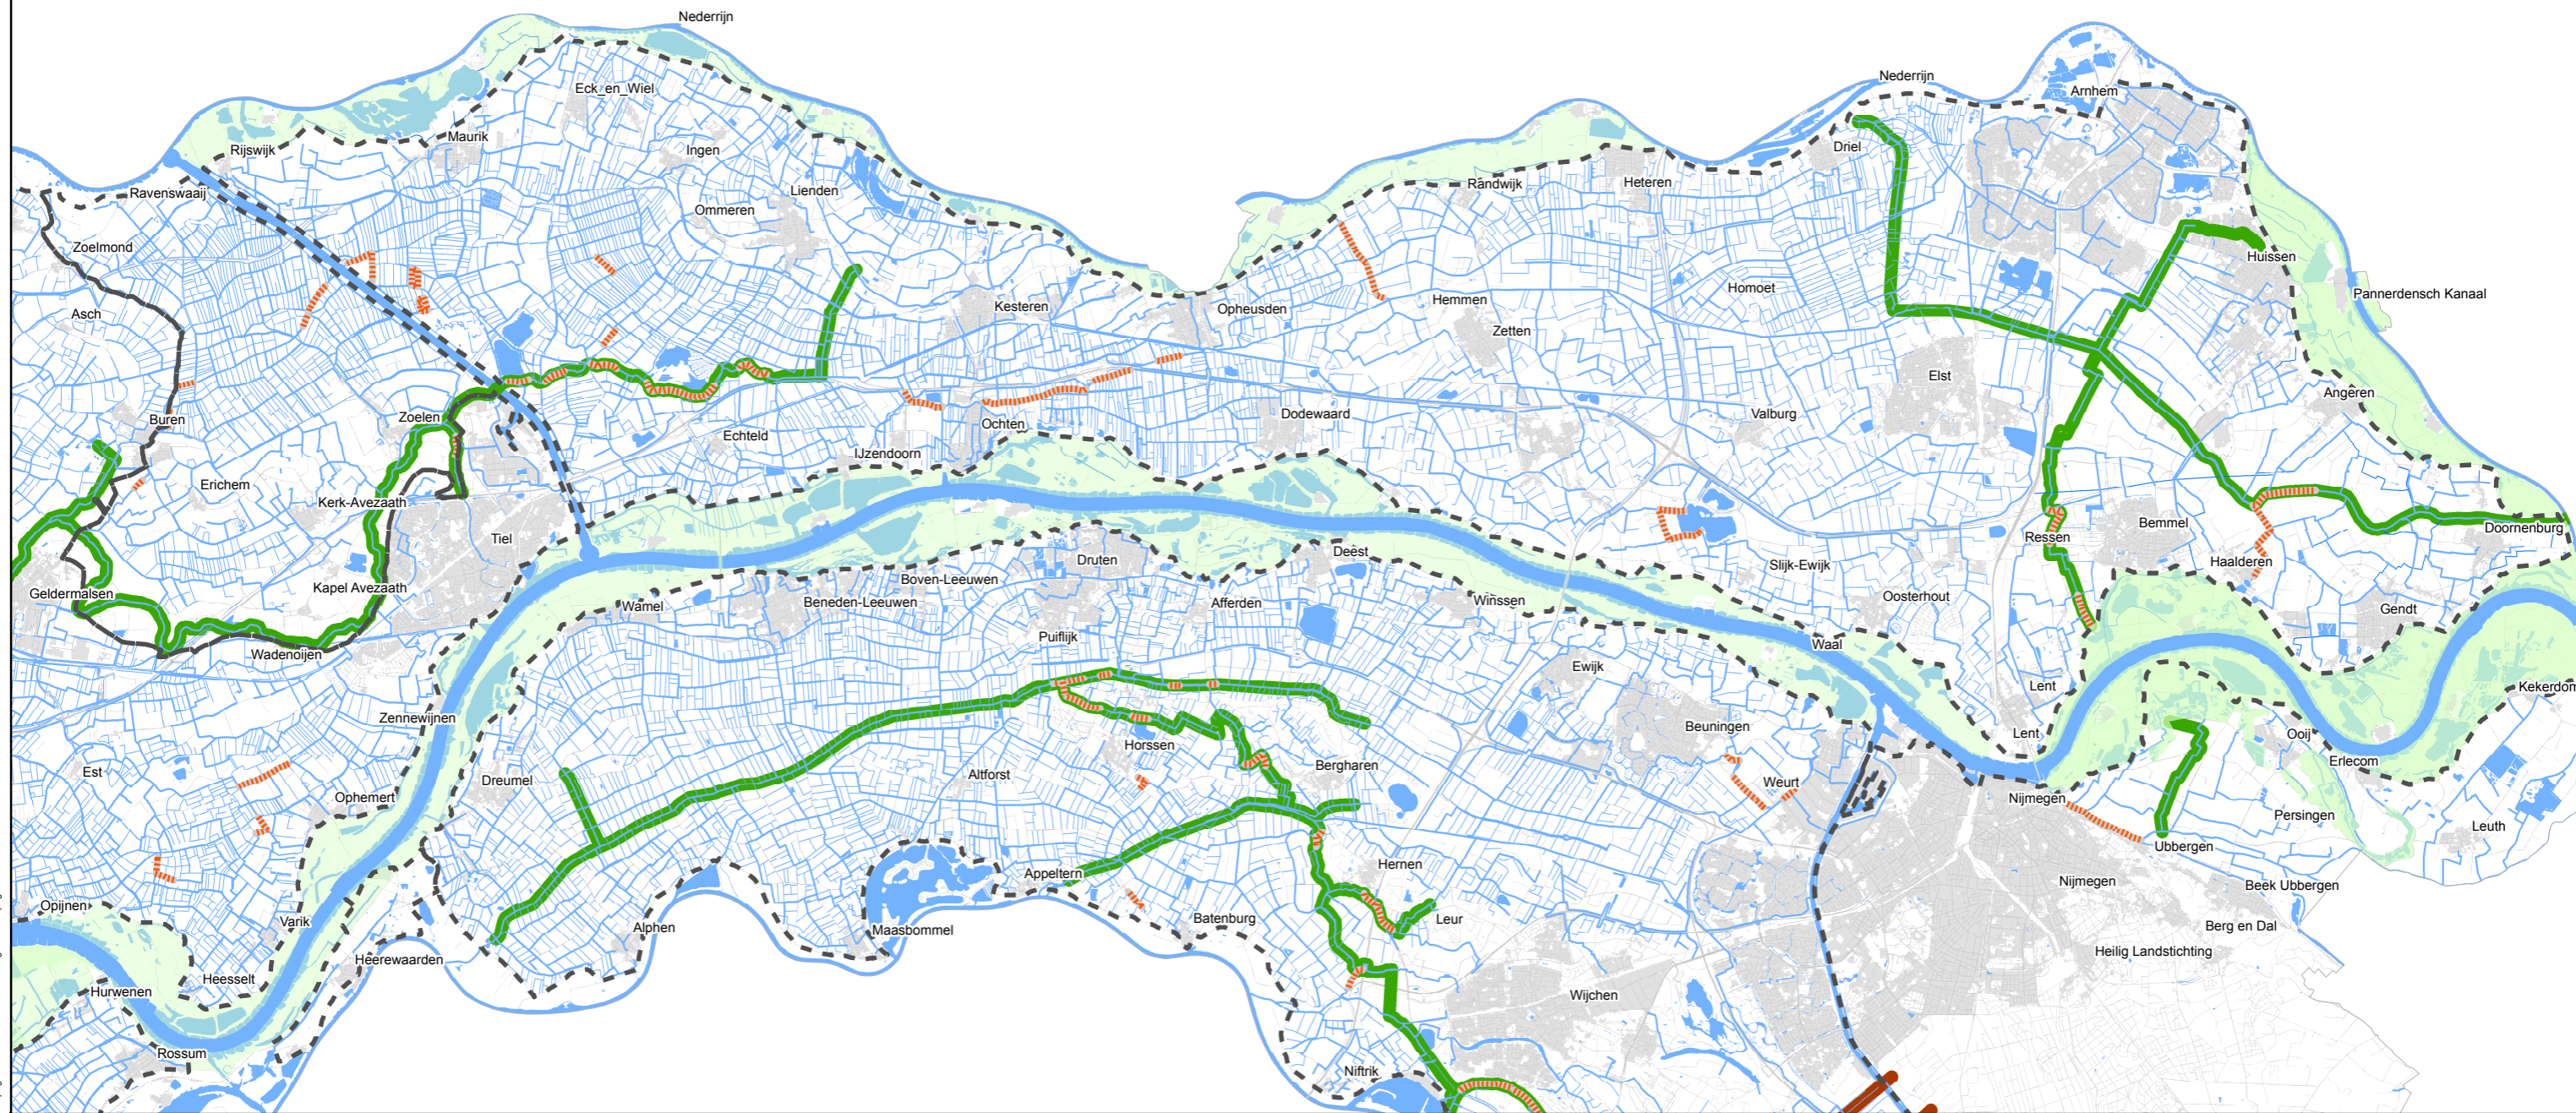 Nederrijn
Nederrijn
Eck_en_Wiel
Arnhem
Maurik
Rijswijk
Ingen
Driel
Ravenswaaij
Lienden
Randwijk
Heteren
Ommeren
Zoelmond
Huissen
Homoet
Pannerdensch Kanaal
Asch
Kesteren
Opheusden
Hemmen
Zetten
Elst
Angeren
Buren
Zoelen
Echteld
Ochten
Dodewaard
Valburg
IJzendoorn
Erichem
Kerk-Avezaath
Tiel
Bemmel
Doornenburg
Ressen
Druten
Deest
Haalderen
Slijk-Ewijk
Geldermalsen
Kapel Avezaath
Boven-Leeuwen
Wamel
Beneden-Leeuwen
Afferden
Winssen
Oosterhout
Gendt
Puiflijk
Waal
Wadenoijen
Ewijk
Lent
Kekerdom
Zennewijnen
Beuningen
Lent
Ooij
Horssen
Est
Dreumel
Altforst
Bergharen
Weurt
Erlecom
Ophemert
Nijmegen
Persingen
Leuth
Ubbergen
Appeltern
Hernen
Nijmegen
Beek Ubbergen
Opijnen
Varik
Alphen
Maasbommel
Batenburg
Leur
Berg en Dal
Heerewaarden
Heilig Landstichting
Heesselt
Hurwenen
Wijchen
Rossum
Niftrik